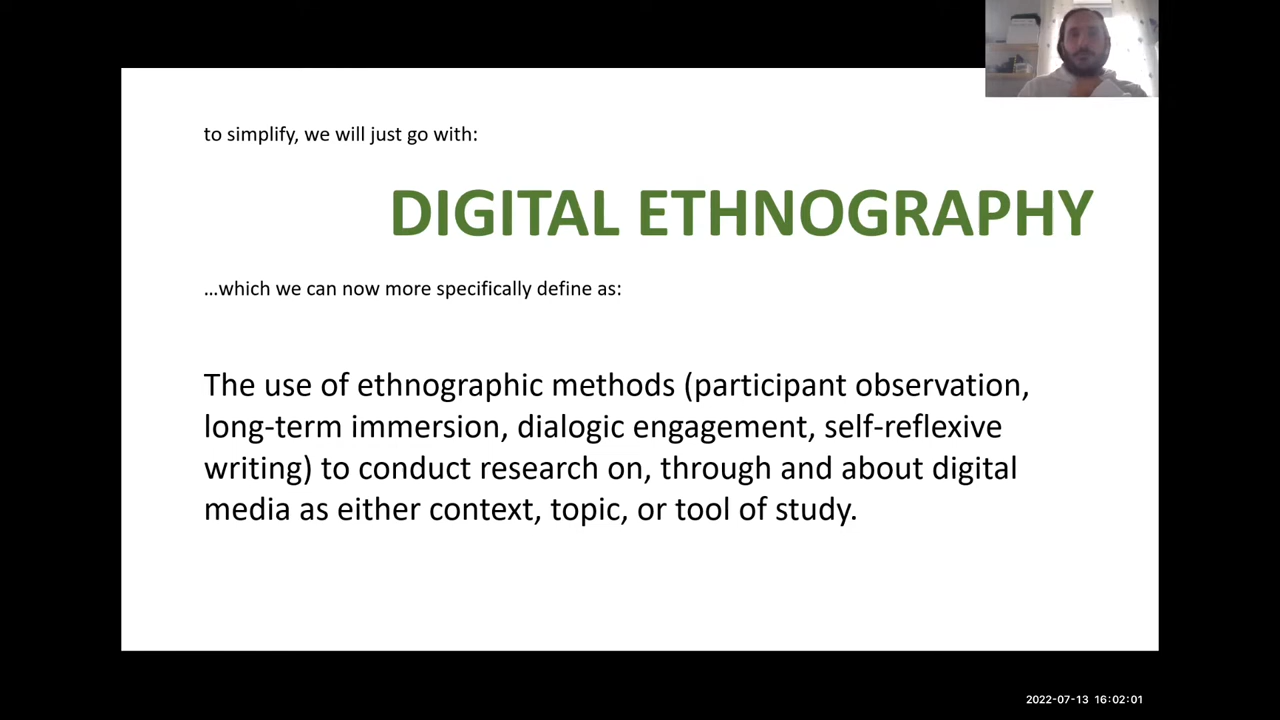 to simplify, we will just go with:
DIGITAL ETHNOGRAPHY
…which we can now more specifically define as:
The use of ethnographic methods (participant observation,
long-term immersion, dialogic engagement, self-reflexive
writing) to conduct research on, through and about digital
media as either context, topic, or tool of study.
2022-07-13 16:02:01